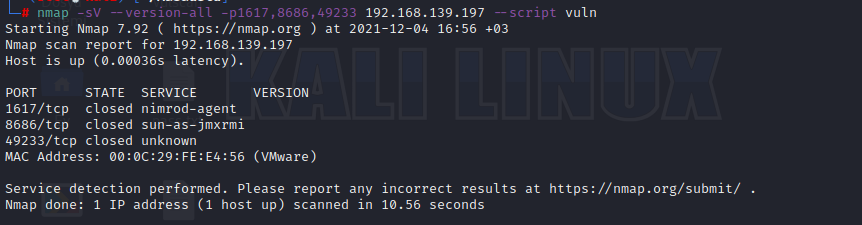 └─# nmap -sV --version-all -p1617,8686,49233 192.168.139.197 --script vuln
Starting Nmap 7.92 ( https://nmap.org ) at 2021-12-04 16:56 +03
Nmap scan report for 192.168.139.197
Host is up (0.00036s latency).

PORT      STATE  SERVICE       VERSION
1617/tcp  closed nimrod-agent
8686/tcp  closed sun-as-jmxrmi
49233/tcp closed unknown
MAC Address: 00:0C:29:FE:E4:56 (VMware)

Service detection performed. Please report any incorrect results at https://nmap.org/submit/ .
Nmap done: 1 IP address (1 host up) scanned in 10.56 seconds
KALI LINUX